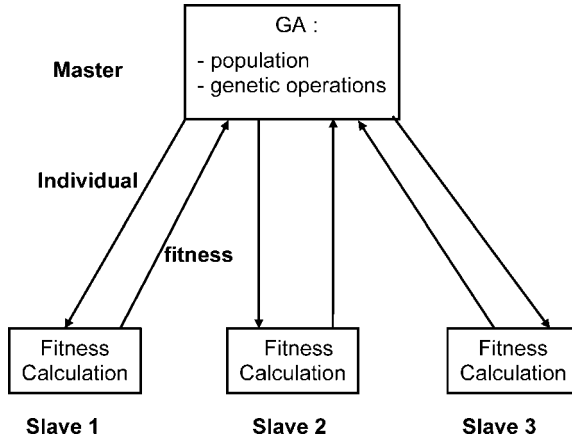 GA :
- population
- genetic operations
Master
Individual
fitness
Fitness
Calculation
Fitness
Calculation
Fitness
Calculation
Slave 1
Slave 2
Slave 3